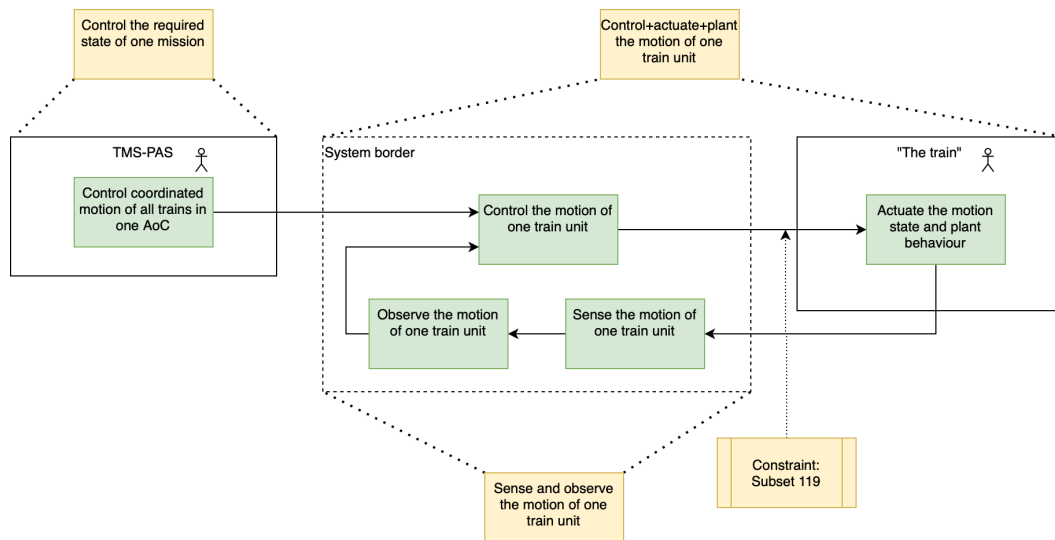 Control the required
state of one mission
Control+actuate+plant
the motion of one
train unit
TMS-PAS
System border
"The train"
Control coordinated
motion of all trains in
one AoC
Control the motion of
one train unit
Actuate the motion
state and plant
behaviour
Observe the motion
of one train unit
Sense the motion of
one train unit
Constraint:
Subset 119
Sense and observe
the motion of one
train unit